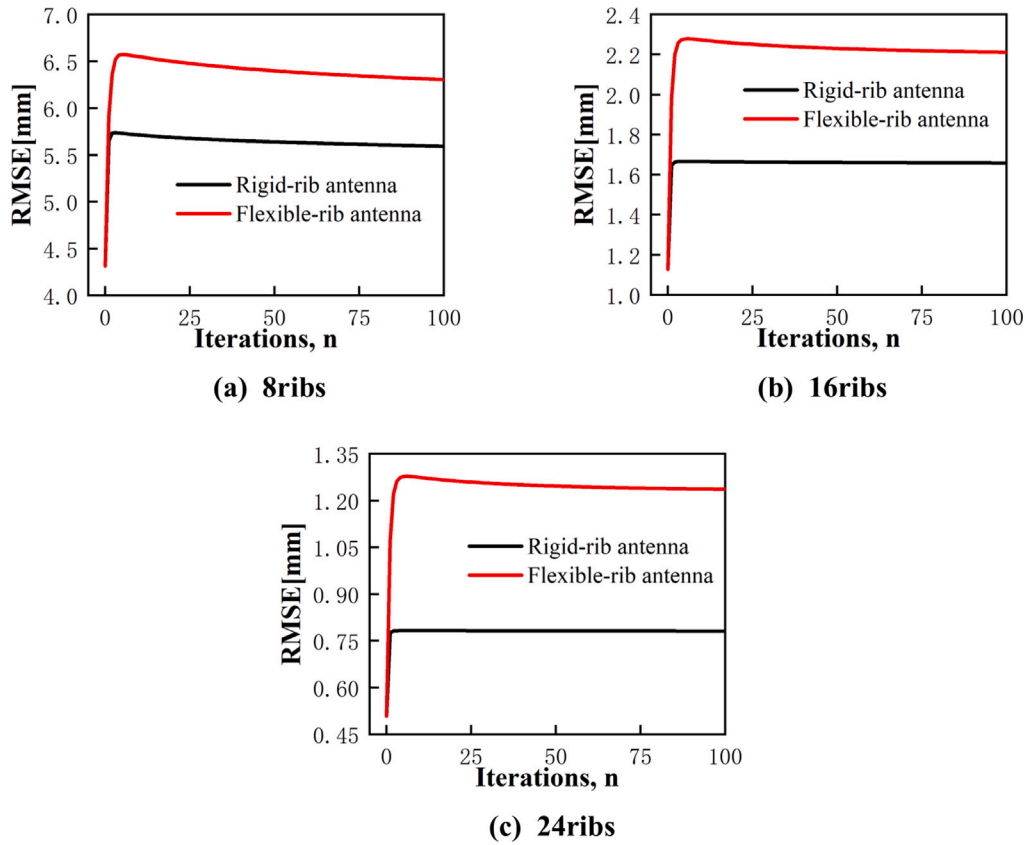 7.0
6.5
6.0
5.5
5.0
4.5
4.0
RMSE[mm]
Rigid-rib antenna
Flexible-rib antenna
0 25 50 75 100
Iterations, n
(a) 8ribs
2.4
2.2
2.0
1.8
1.6
1.4
1.2
1.0
RMSE[mm]
Rigid-rib antenna
Flexible-rib antenna
0 25 50 75 100
Iterations, n
(b) 16ribs
1.35
1.20
1.05
0.90
0.75
0.60
0.45
RMSE[mm]
Rigid-rib antenna
Flexible-rib antenna
0 25 50 75 100
Iterations, n
(c) 24ribs